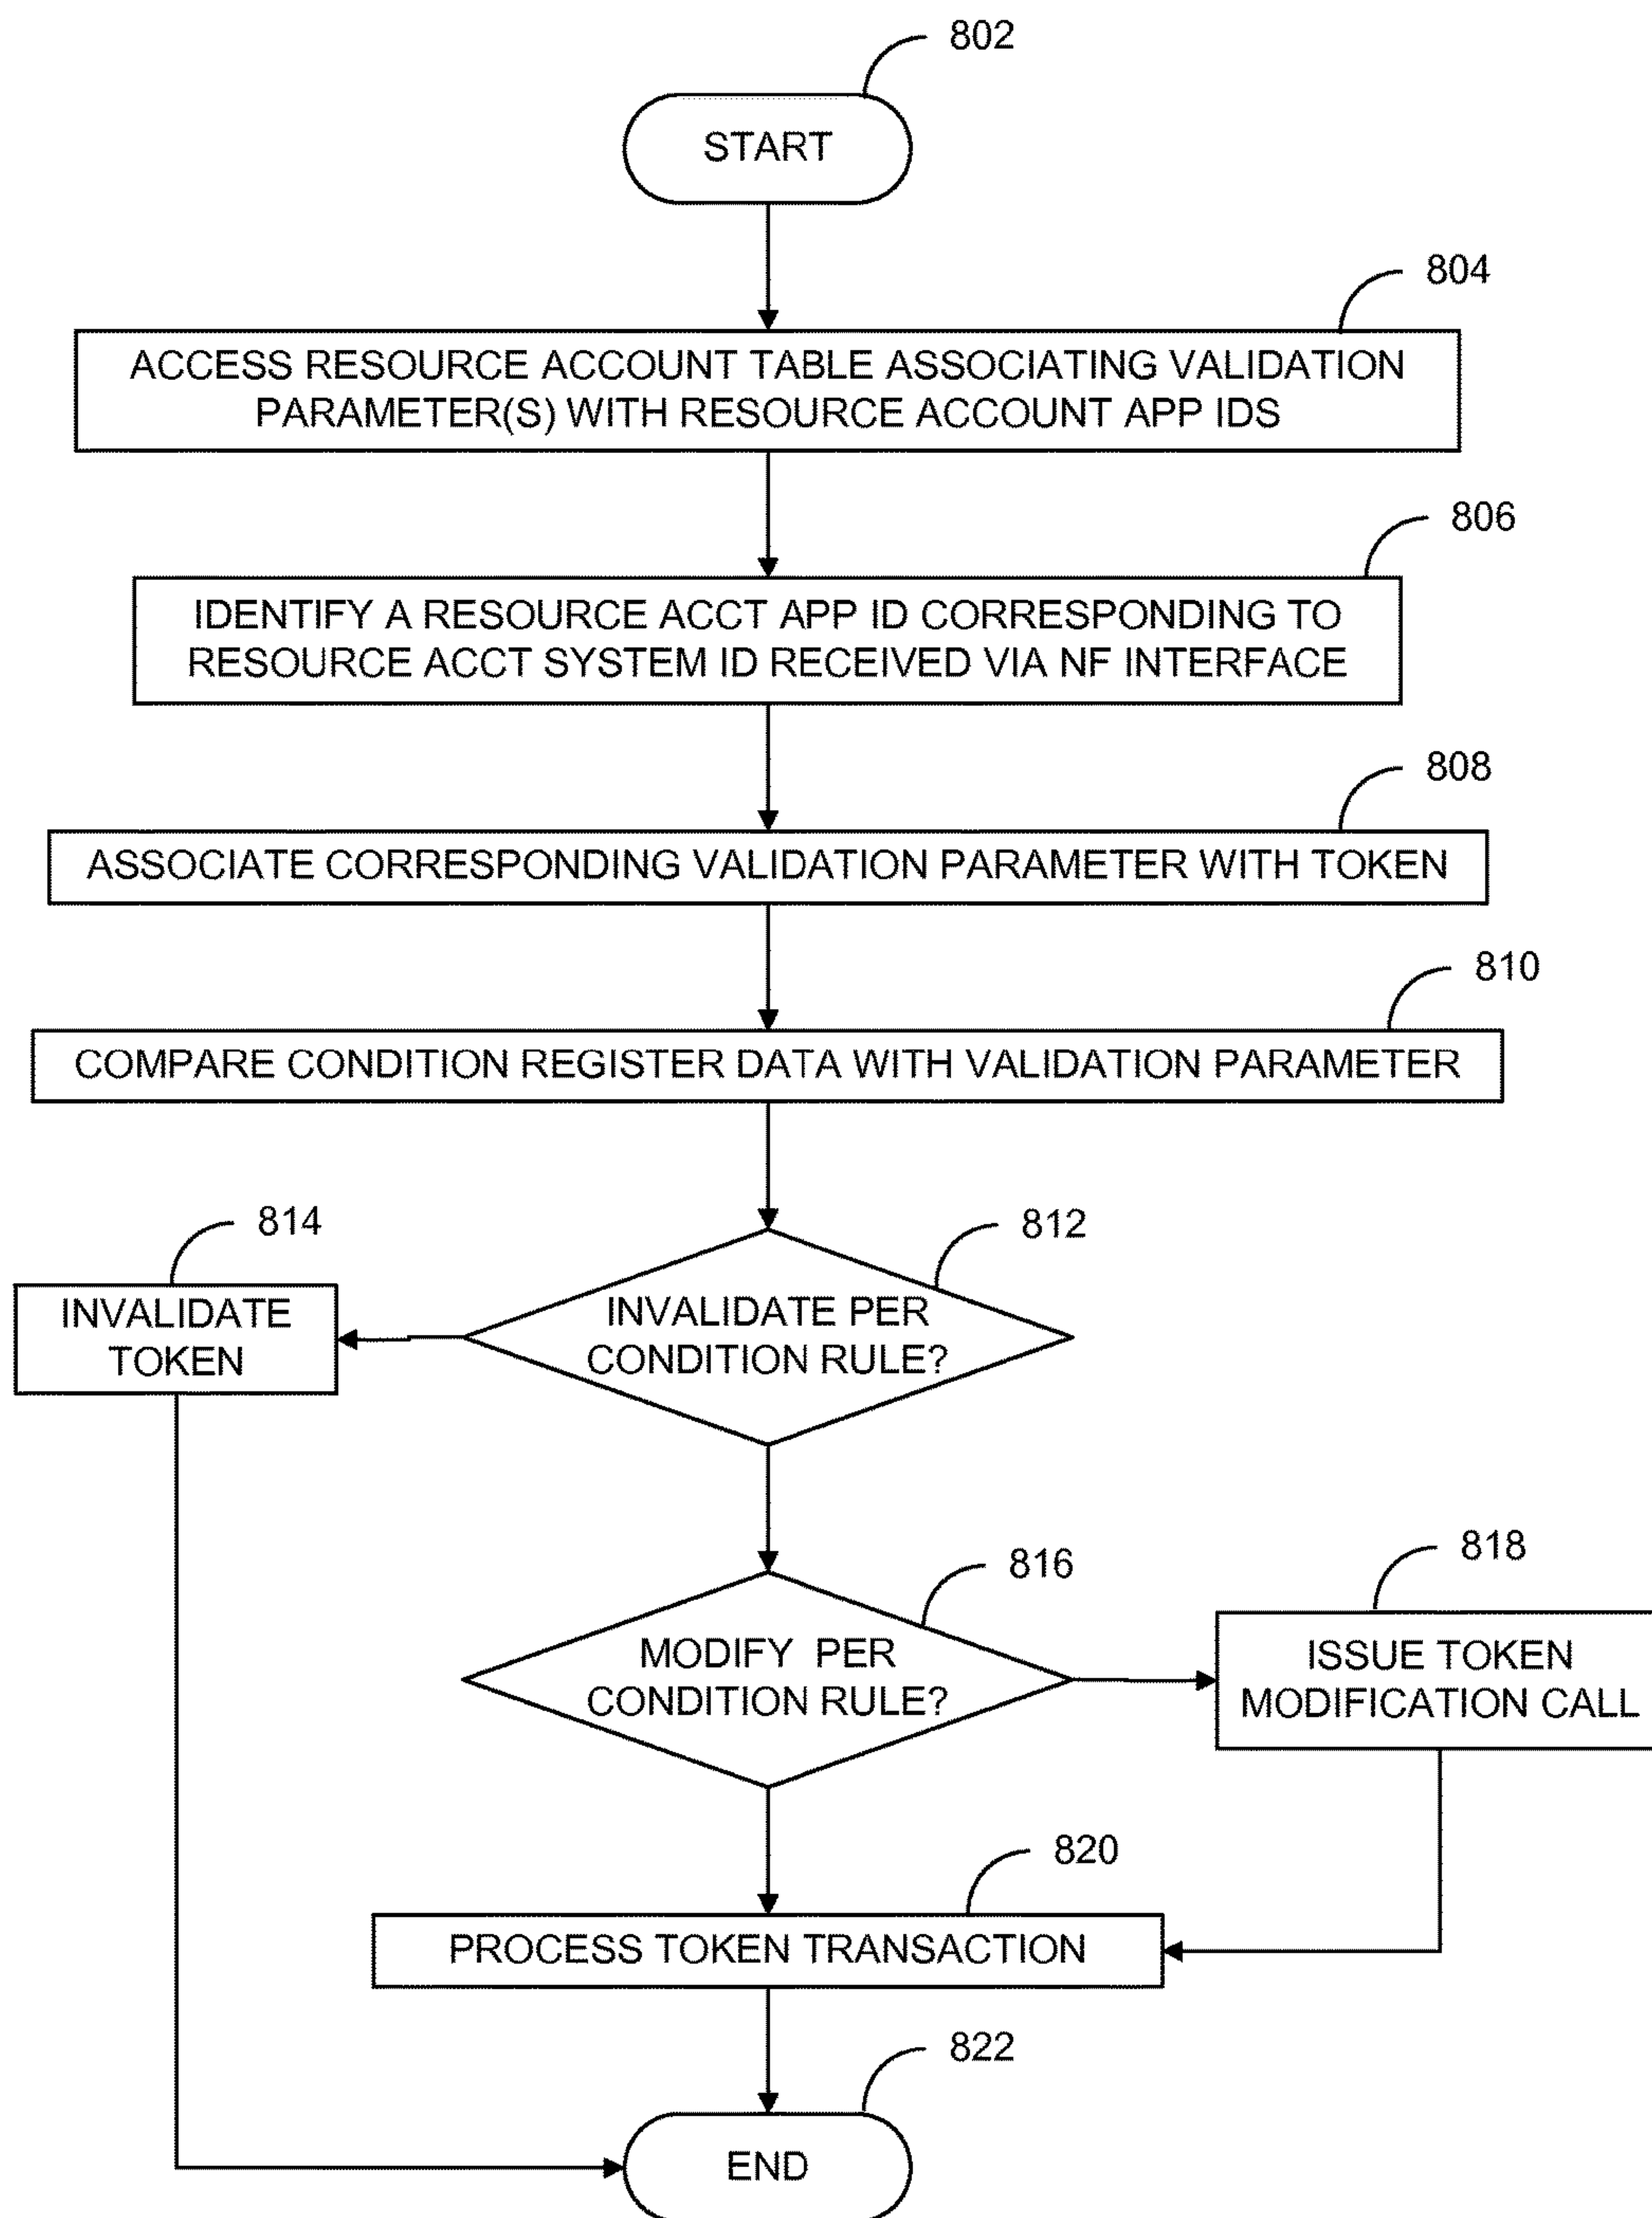 802
START
804
ACCESS RESOURCE ACCOUNT TABLE ASSOCIATING VALIDATION
PARAMETER(S) WITH RESOURCE ACCOUNT APP IDS
806
IDENTIFY A RESOURCE ACCT APP ID CORRESPONDING TO
RESOURCE ACCT SYSTEM ID RECEIVED VIA NF INTERFACE
808
ASSOCIATE CORRESPONDING VALIDATION PARAMETER WITH TOKEN
810
COMPARE CONDITION REGISTER DATA WITH VALIDATION PARAMETER
814
INVALIDATE
TOKEN
812
INVALIDATE PER
CONDITION RULE?
816
MODIFY PER
CONDITION RULE?
818
ISSUE TOKEN
MODIFICATION CALL
820
PROCESS TOKEN TRANSACTION
822
END